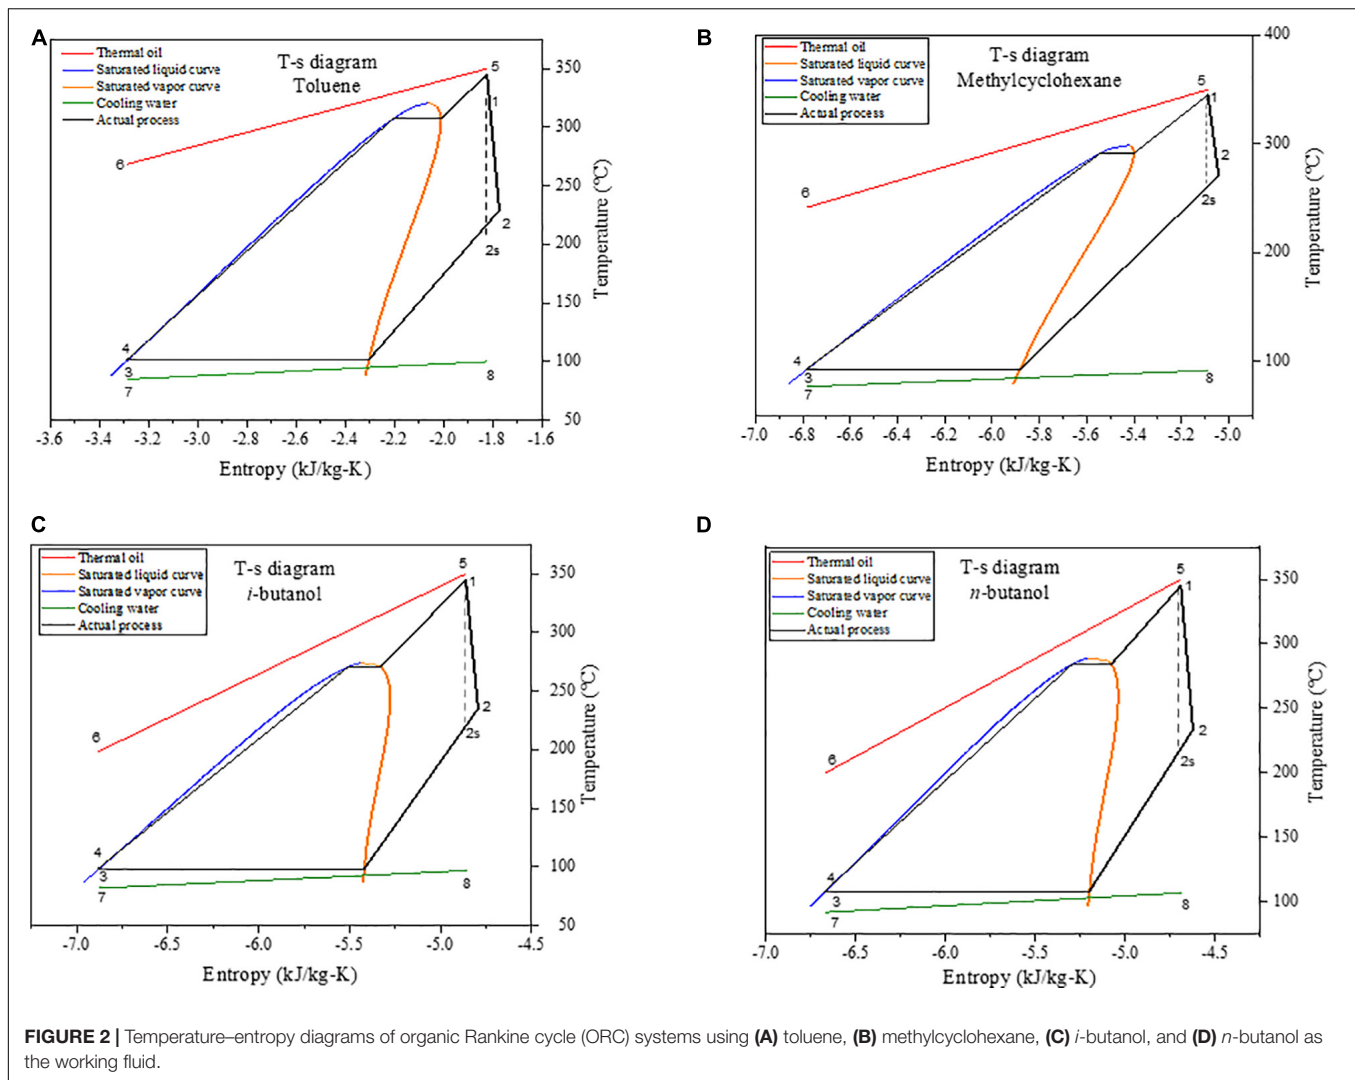 A
Thermal oil
Saturated liquid curve
Saturated vapor curve
Cooling water
Actual process
T-s diagram
Toluene
5
1
6
2
2s
4
3
7
8
350
300
250
200
150
100
50
Temperature (°C)
-3.6 -3.4 -3.2 -3.0 -2.8 -2.6 -2.4 -2.2 -2.0 -1.8 -1.6
Entropy (kJ/kg-K)
B
Thermal oil
Saturated liquid curve
Saturated vapor curve
Cooling water
Actual process
T-s diagram
Methylcyclohexane
5
1
2
6
2s
4
3
7
8
400
300
200
100
Temperature (°C)
-7.0 -6.8 -6.6 -6.4 -6.2 -6.0 -5.8 -5.6 -5.4 -5.2 -5.0
Entropy (kJ/kg-K)
C
Thermal oil
Saturated liquid curve
Saturated vapor curve
Cooling water
Actual process
T-s diagram
i-butanol
5
1
6
2
2s
4
3
7
8
350
300
250
200
150
100
50
Temperature (°C)
-7.0 -6.5 -6.0 -5.5 -5.0 -4.5
Entropy (kJ/kg-K)
D
Thermal oil
Saturated liquid curve
Saturated vapor curve
Cooling water
Actual process
T-s diagram
n-butanol
5
1
6
2
2s
4
3
7
8
350
300
250
200
150
100
Temperature (°C)
-7.0 -6.5 -6.0 -5.5 -5.0 -4.5
Entropy (kJ/kg-K)
FIGURE 2 | Temperature–entropy diagrams of organic Rankine cycle (ORC) systems using (A) toluene, (B) methylcyclohexane, (C) i-butanol, and (D) n-butanol as
the working fluid.